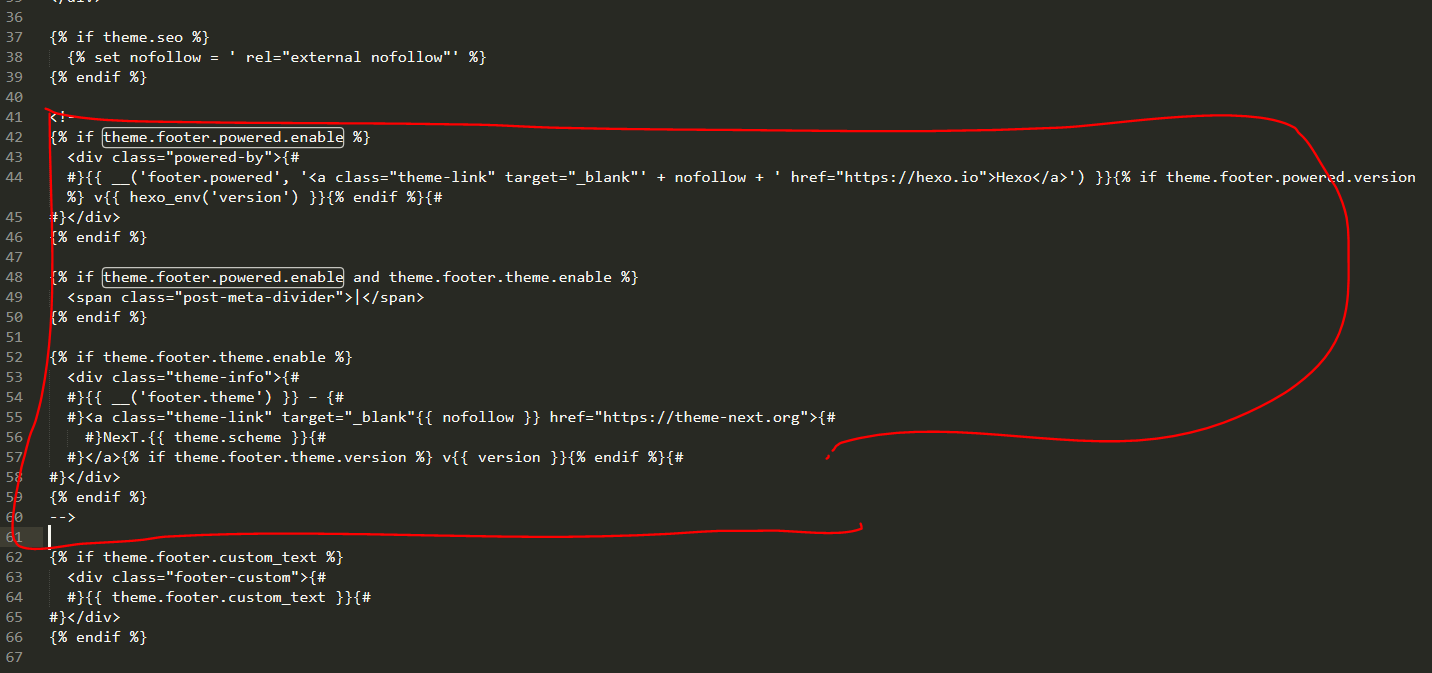 36
37 {% if theme.seo %}
38 {% set nofollow = ' rel="external nofollow"' %}
39 {% endif %}
40
41 <!--
42 {% if theme.footer.powered.enable %}
43 <div class="powered-by">{#
44 #}{{ __('footer.powered', '<a class="theme-link" target="_blank"' + nofollow + ' href="https://hexo.io">Hexo</a>') }}{% if theme.footer.powered.version
%} v{{ hexo_env('version') }}{% endif %}{#
45 #}</div>
46 {% endif %}
47
48 {% if theme.footer.powered.enable and theme.footer.theme.enable %}
49 <span class="post-meta-divider">|</span>
50 {% endif %}
51
52 {% if theme.footer.theme.enable %}
53 <div class="theme-info">{#
54 #}{{ __('footer.theme') }} – {#
55 #}<a class="theme-link" target="_blank"{{ nofollow }} href="https://theme-next.org">{#
56 #}NexT.{{ theme.scheme }}{#
57 #}</a>{% if theme.footer.theme.version %} v{{ version }}{% endif %}{#
58 #}</div>
59 {% endif %}
60 -->
61
62 {% if theme.footer.custom_text %}
63 <div class="footer-custom">{#
64 #}{{ theme.footer.custom_text }}{#
65 #}</div>
66 {% endif %}
67